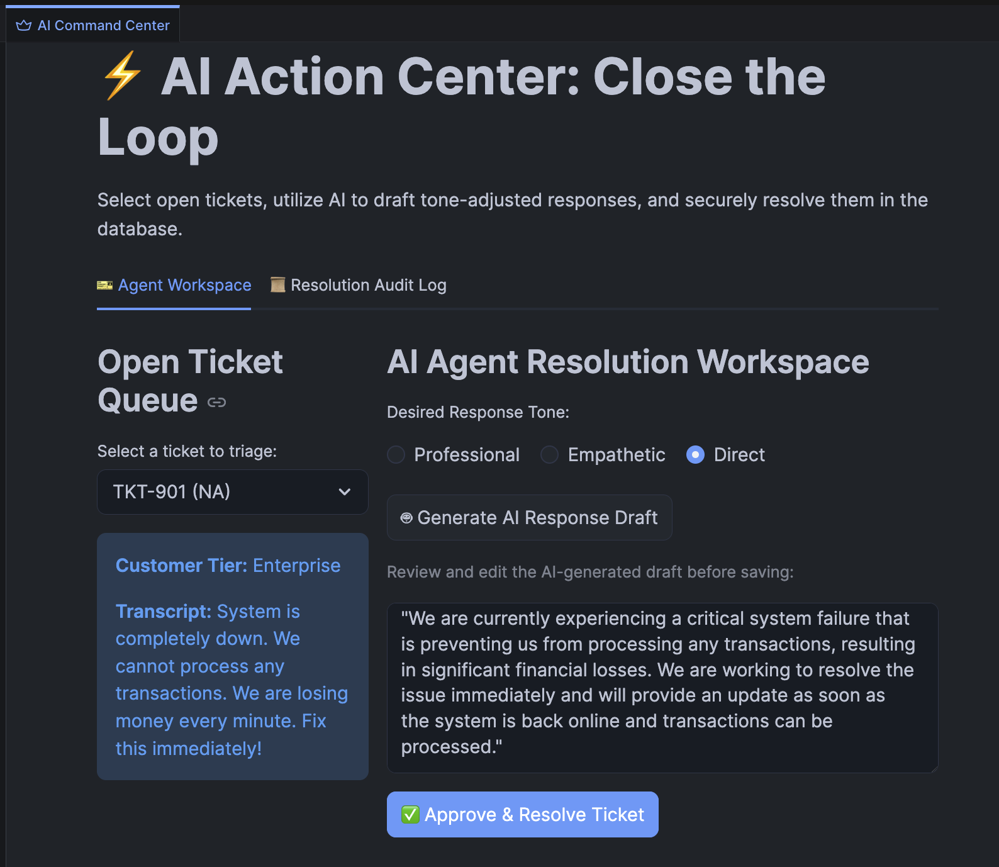 AI Command Center
⚡ AI Action Center: Close the
Loop
Select open tickets, utilize AI to draft tone-adjusted responses, and securely resolve them in the
database.
🎫 Agent Workspace
📜 Resolution Audit Log
Open Ticket
Queue
Select a ticket to triage:
TKT-901 (NA)
Customer Tier: Enterprise
Transcript: System is
completely down. We
cannot process any
transactions. We are losing
money every minute. Fix
this immediately!
AI Agent Resolution Workspace
Desired Response Tone:
Professional
Empathetic
Direct
Generate AI Response Draft
Review and edit the AI-generated draft before saving:
"We are currently experiencing a critical system failure that
is preventing us from processing any transactions, resulting
in significant financial losses. We are working to resolve the
issue immediately and will provide an update as soon as
the system is back online and transactions can be
processed."
✅ Approve & Resolve Ticket